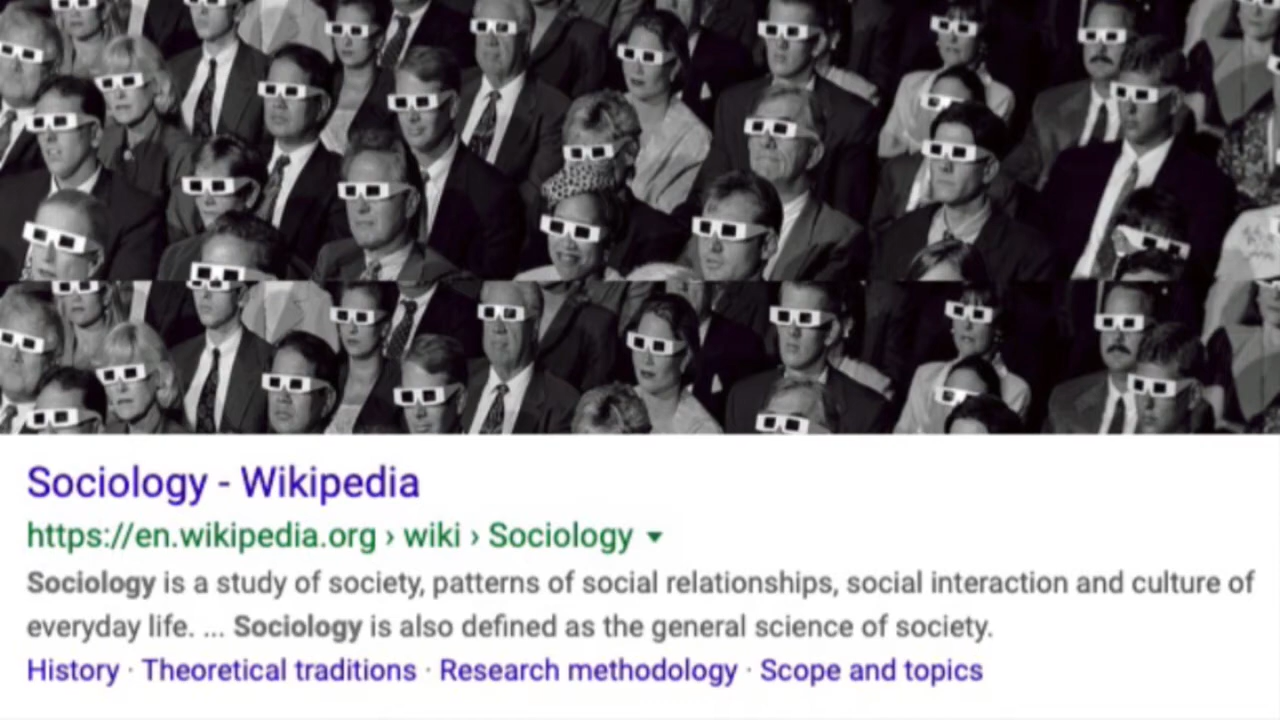 Sociology - Wikipedia
https://en.wikipedia.org › wiki › Sociology
Sociology is a study of society, patterns of social relationships, social interaction and culture of
everyday life. ... Sociology is also defined as the general science of society.
History · Theoretical traditions · Research methodology · Scope and topics